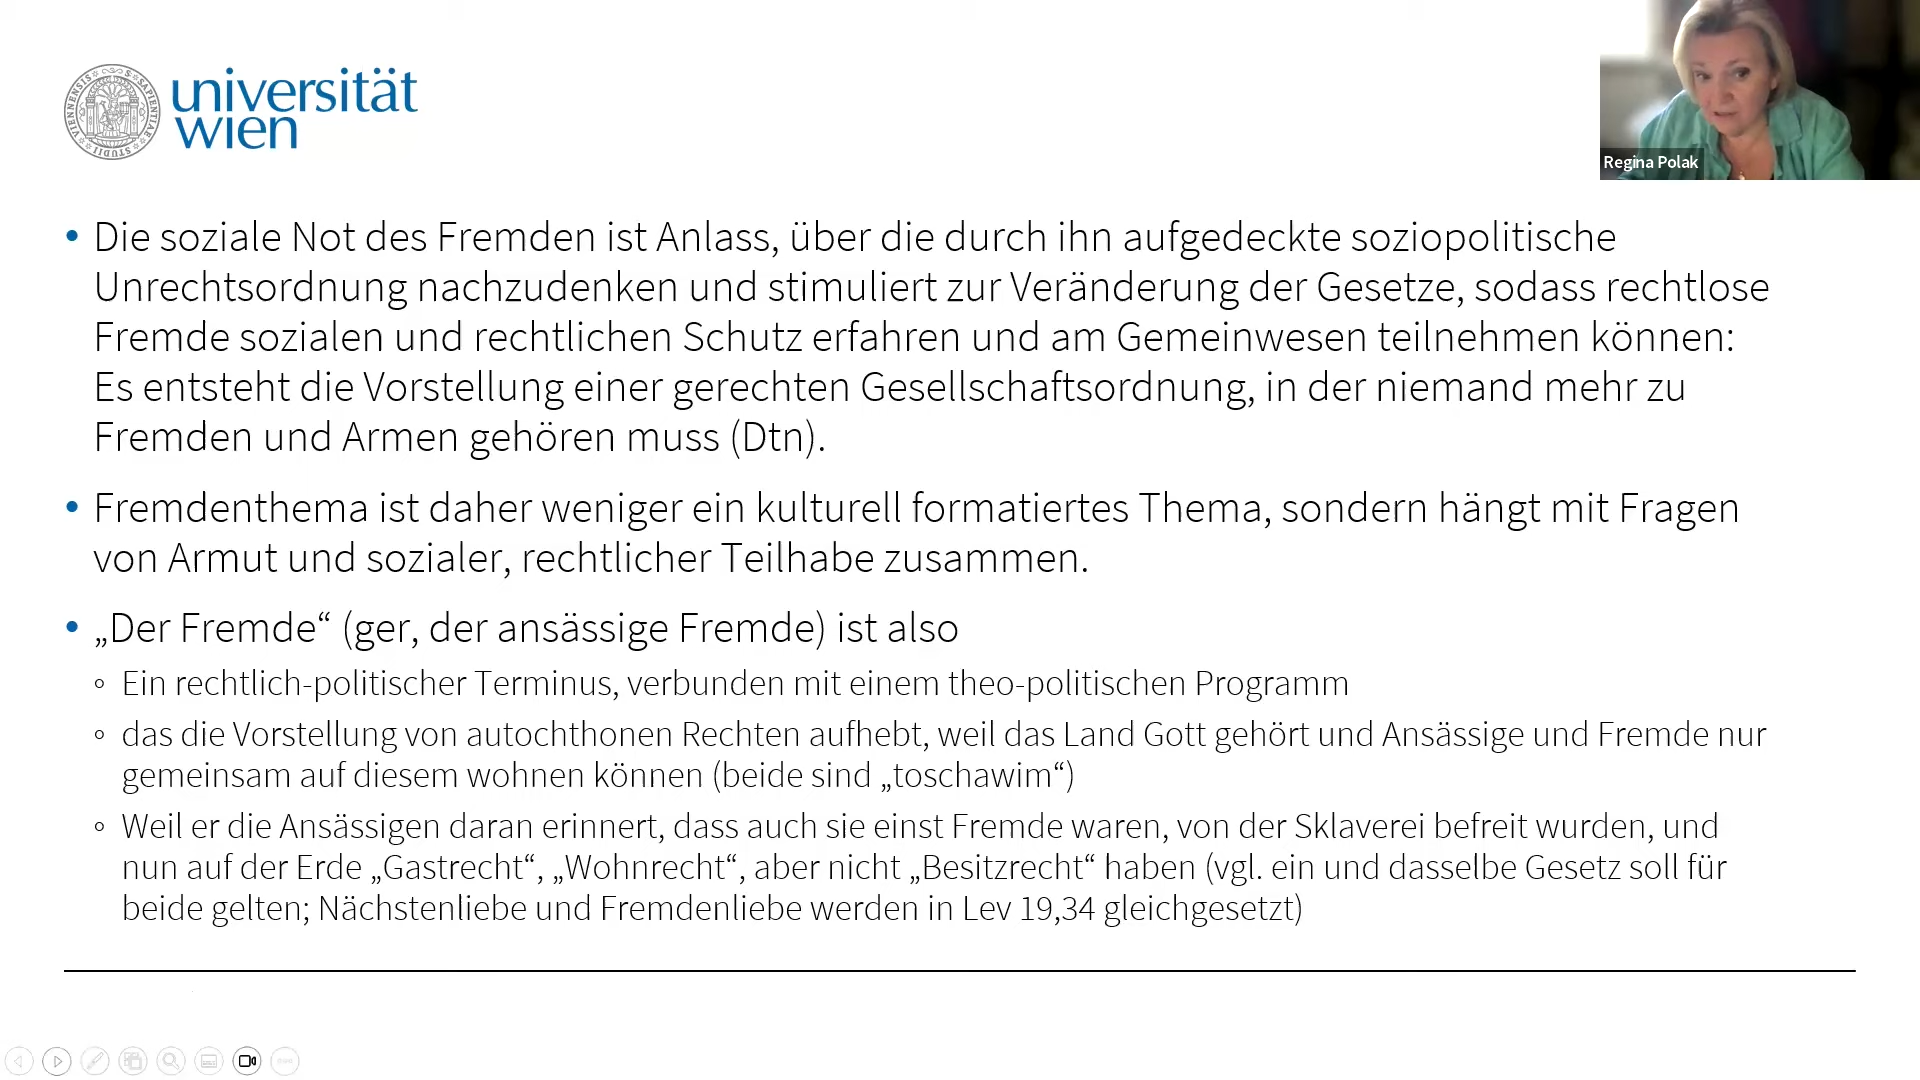 universität
wien
Regina Polak
• Die soziale Not des Fremden ist Anlass, über die durch ihn aufgedeckte soziopolitische
Unrechtsordnung nachzudenken und stimuliert zur Veränderung der Gesetze, sodass rechtlose
Fremde sozialen und rechtlichen Schutz erfahren und am Gemeinwesen teilnehmen können:
Es entsteht die Vorstellung einer gerechten Gesellschaftsordnung, in der niemand mehr zu
Fremden und Armen gehören muss (Dtn).
• Fremdenthema ist daher weniger ein kulturell formatiertes Thema, sondern hängt mit Fragen
von Armut und sozialer, rechtlicher Teilhabe zusammen.
• „Der Fremde“ (ger, der ansässige Fremde) ist also
◦ Ein rechtlich-politischer Terminus, verbunden mit einem theo-politischen Programm
◦ das die Vorstellung von autochthonen Rechten aufhebt, weil das Land Gott gehört und Ansässige und Fremde nur
gemeinsam auf diesem wohnen können (beide sind „toschawim“)
◦ Weil er die Ansässigen daran erinnert, dass auch sie einst Fremde waren, von der Sklaverei befreit wurden, und
nun auf der Erde „Gastrecht“, „Wohnrecht“, aber nicht „Besitzrecht“ haben (vgl. ein und dasselbe Gesetz soll für
beide gelten; Nächstenliebe und Fremdenliebe werden in Lev 19,34 gleichgesetzt)